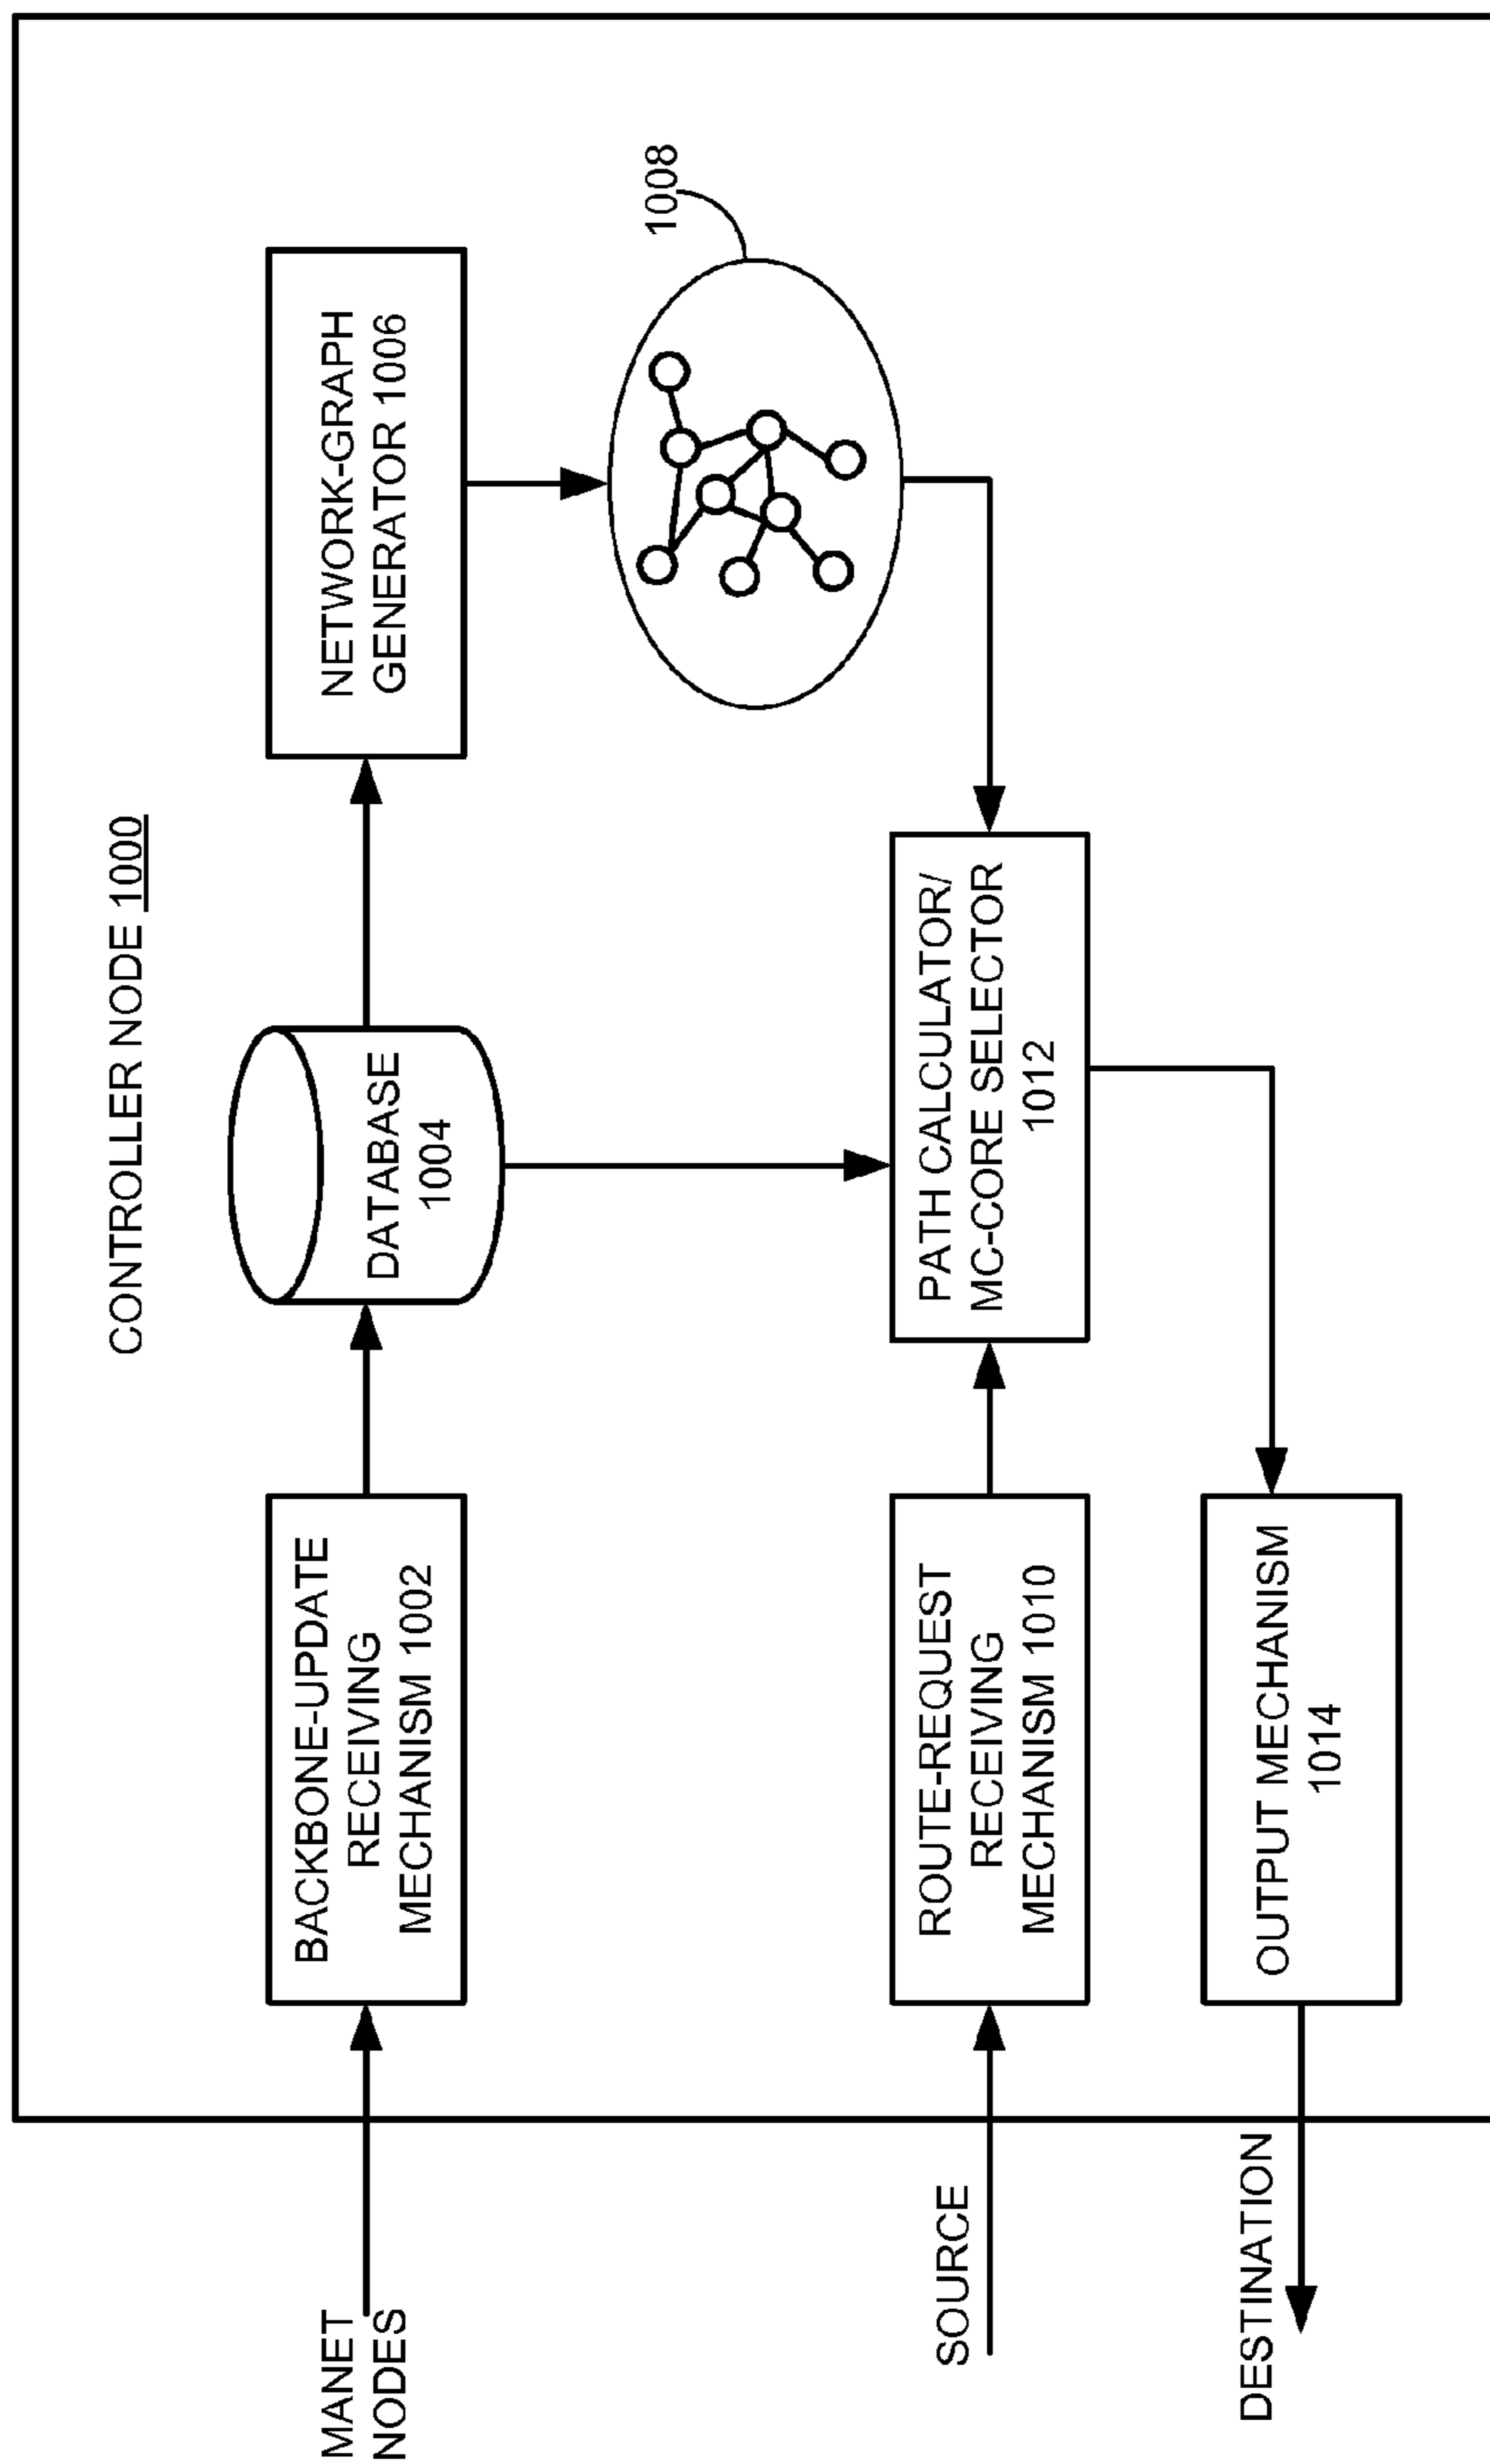 CONTROLLER NODE 1000
MANET
NODES
BACKBONE-UPDATE
RECEIVING
MECHANISM 1002
DATABASE
1004
NETWORK-GRAPH
GENERATOR 1006
1008
SOURCE
ROUTE-REQUEST
RECEIVING
MECHANISM 1010
PATH CALCULATOR/
MC-CORE SELECTOR
1012
DESTINATION
OUTPUT MECHANISM
1014